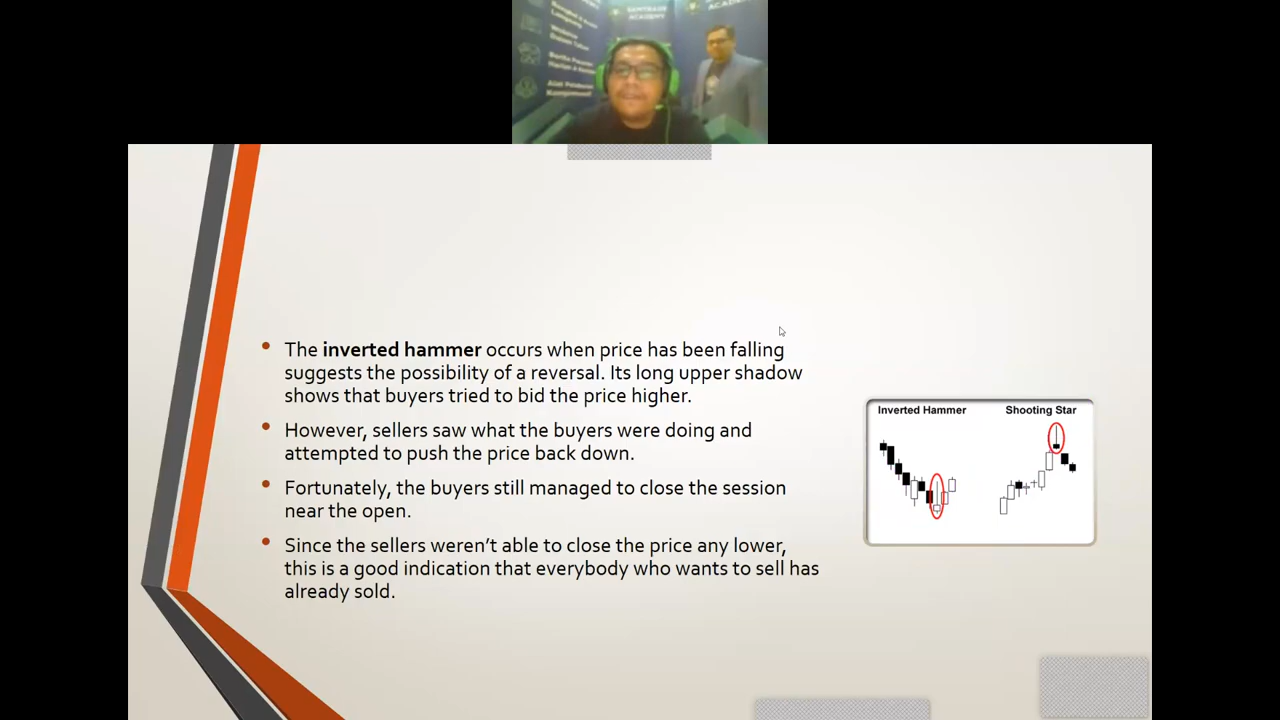 ACADEMY
The inverted hammer occurs when price has been falling
suggests the possibility of a reversal. Its long upper shadow
shows that buyers tried to bid the price higher.
However, sellers saw what the buyers were doing and
attempted to push the price back down.
Fortunately, the buyers still managed to close the session
near the open.
Since the sellers weren't able to close the price any lower,
this is a good indication that everybody who wants to sell has
already sold.
Inverted Hammer
Shooting Star